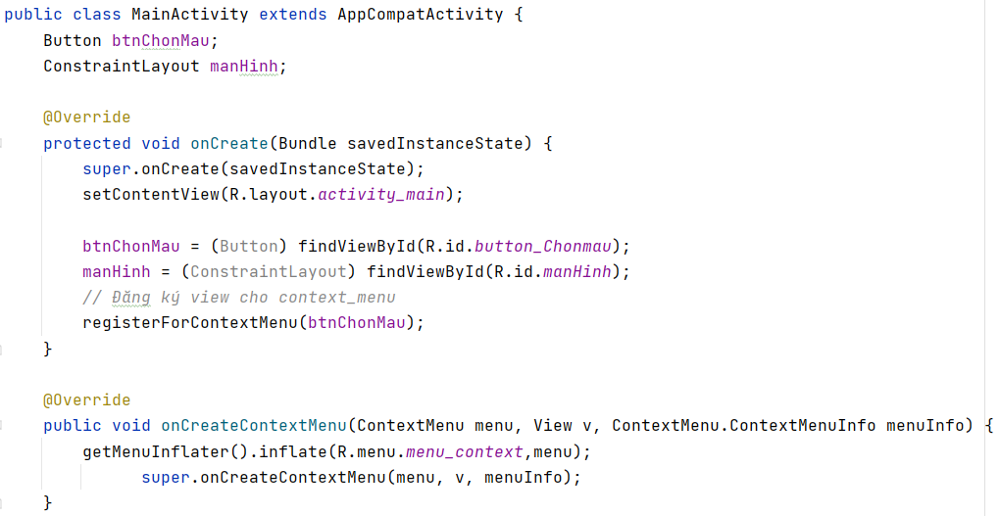 public class MainActivity extends AppCompatActivity {
    Button btnChonMau;
    ConstraintLayout manHinh;

    @Override
    protected void onCreate(Bundle savedInstanceState) {
        super.onCreate(savedInstanceState);
        setContentView(R.layout.activity_main);

        btnChonMau = (Button) findViewById(R.id.button_Chonmau);
        manHinh = (ConstraintLayout) findViewById(R.id.manHinh);
        // Đăng ký view cho context_menu
        registerForContextMenu(btnChonMau);
    }

    @Override
    public void onCreateContextMenu(ContextMenu menu, View v, ContextMenu.ContextMenuInfo menuInfo) {
        getMenuInflater().inflate(R.menu.menu_context,menu);
              super.onCreateContextMenu(menu, v, menuInfo);
    }